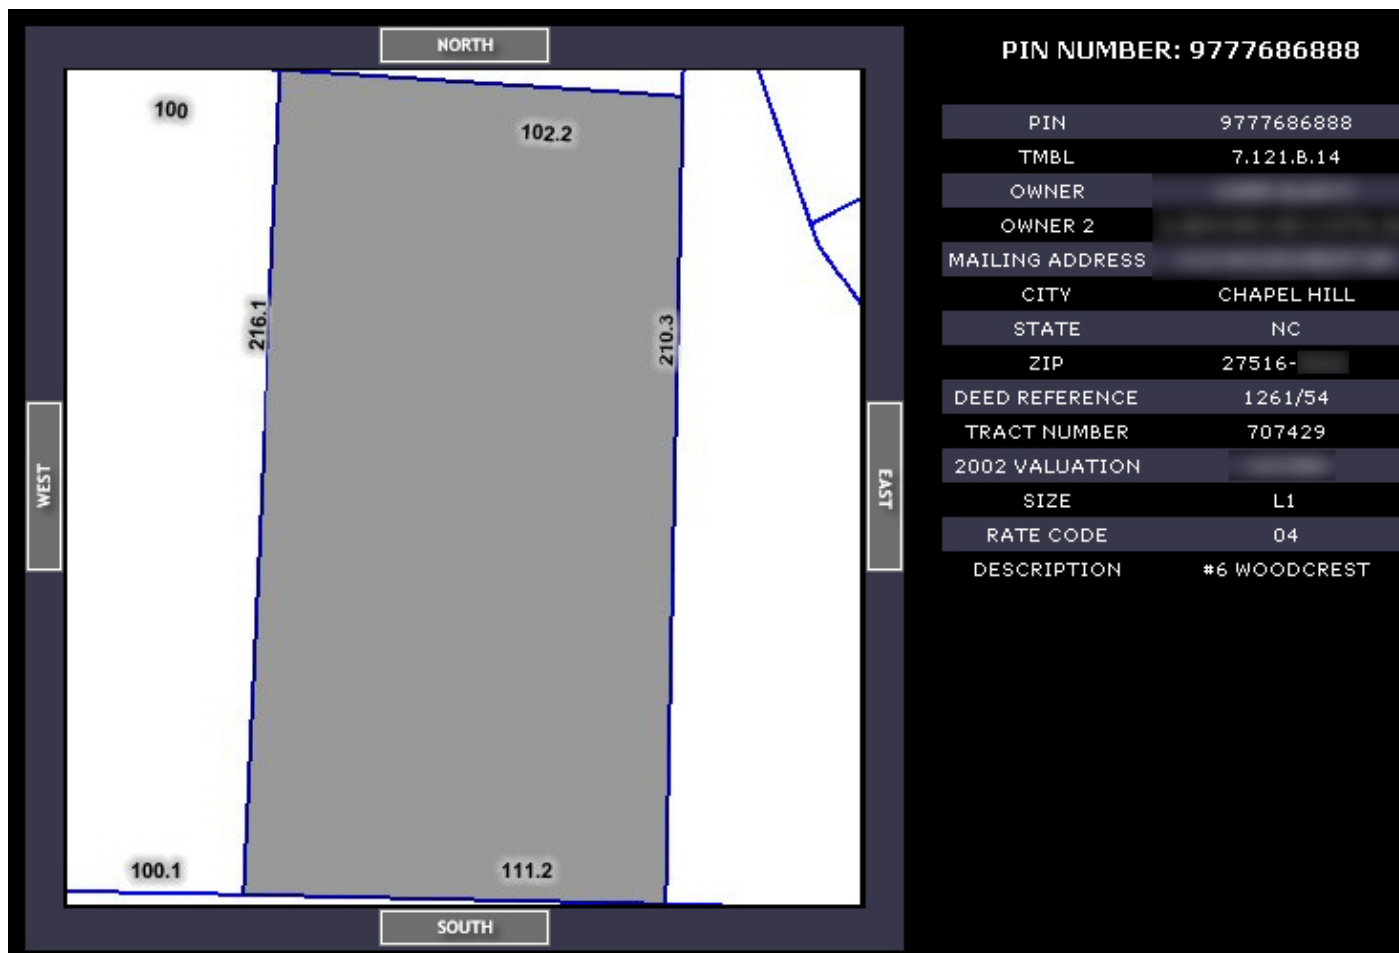 NORTH
100
102.2
216.1
210.3
WEST
EAST
100.1
111.2
SOUTH
PIN NUMBER: 9777686888
PIN 9777686888
TMBL 7.121.B.14
OWNER
OWNER 2
MAILING ADDRESS
CITY CHAPEL HILL
STATE NC
ZIP 27516-
DEED REFERENCE 1261/54
TRACT NUMBER 707429
2002 VALUATION
SIZE L1
RATE CODE 04
DESCRIPTION #6 WOODCREST